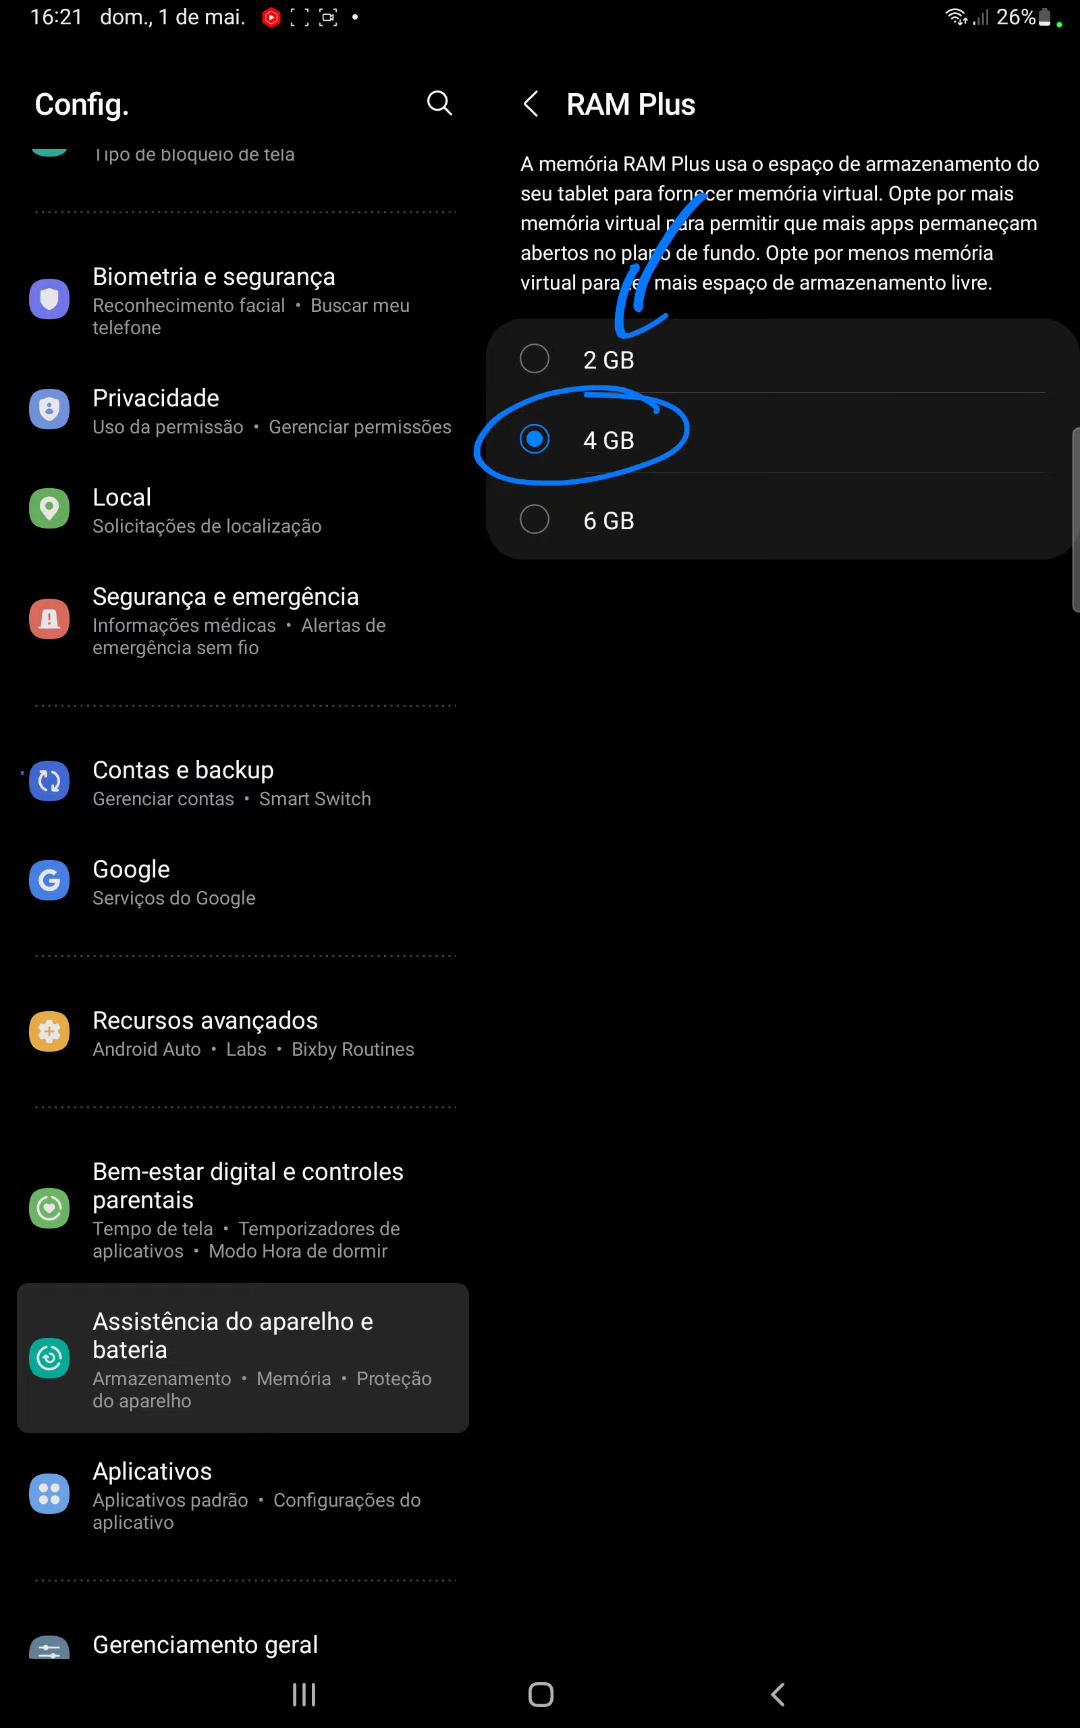 16:21 dom., 1 de mai. •
26%
Config.
Tipo de bloqueio de tela
Biometria e segurança
Reconhecimento facial • Buscar meu
telefone
Privacidade
Uso da permissão • Gerenciar permissões
Local
Solicitações de localização
Segurança e emergência
Informações médicas • Alertas de
emergência sem fio
Contas e backup
Gerenciar contas • Smart Switch
Google
Serviços do Google
Recursos avançados
Android Auto • Labs • Bixby Routines
Bem-estar digital e controles
parentais
Tempo de tela • Temporizadores de
aplicativos • Modo Hora de dormir
Assistência do aparelho e
bateria
Armazenamento • Memória • Proteção
do aparelho
Aplicativos
Aplicativos padrão • Configurações do
aplicativo
Gerenciamento geral
RAM Plus
A memória RAM Plus usa o espaço de armazenamento do
seu tablet para fornecer memória virtual. Opte por mais
memória virtual para permitir que mais apps permaneçam
abertos no plano de fundo. Opte por menos memória
virtual para ter mais espaço de armazenamento livre.
2 GB
4 GB
6 GB